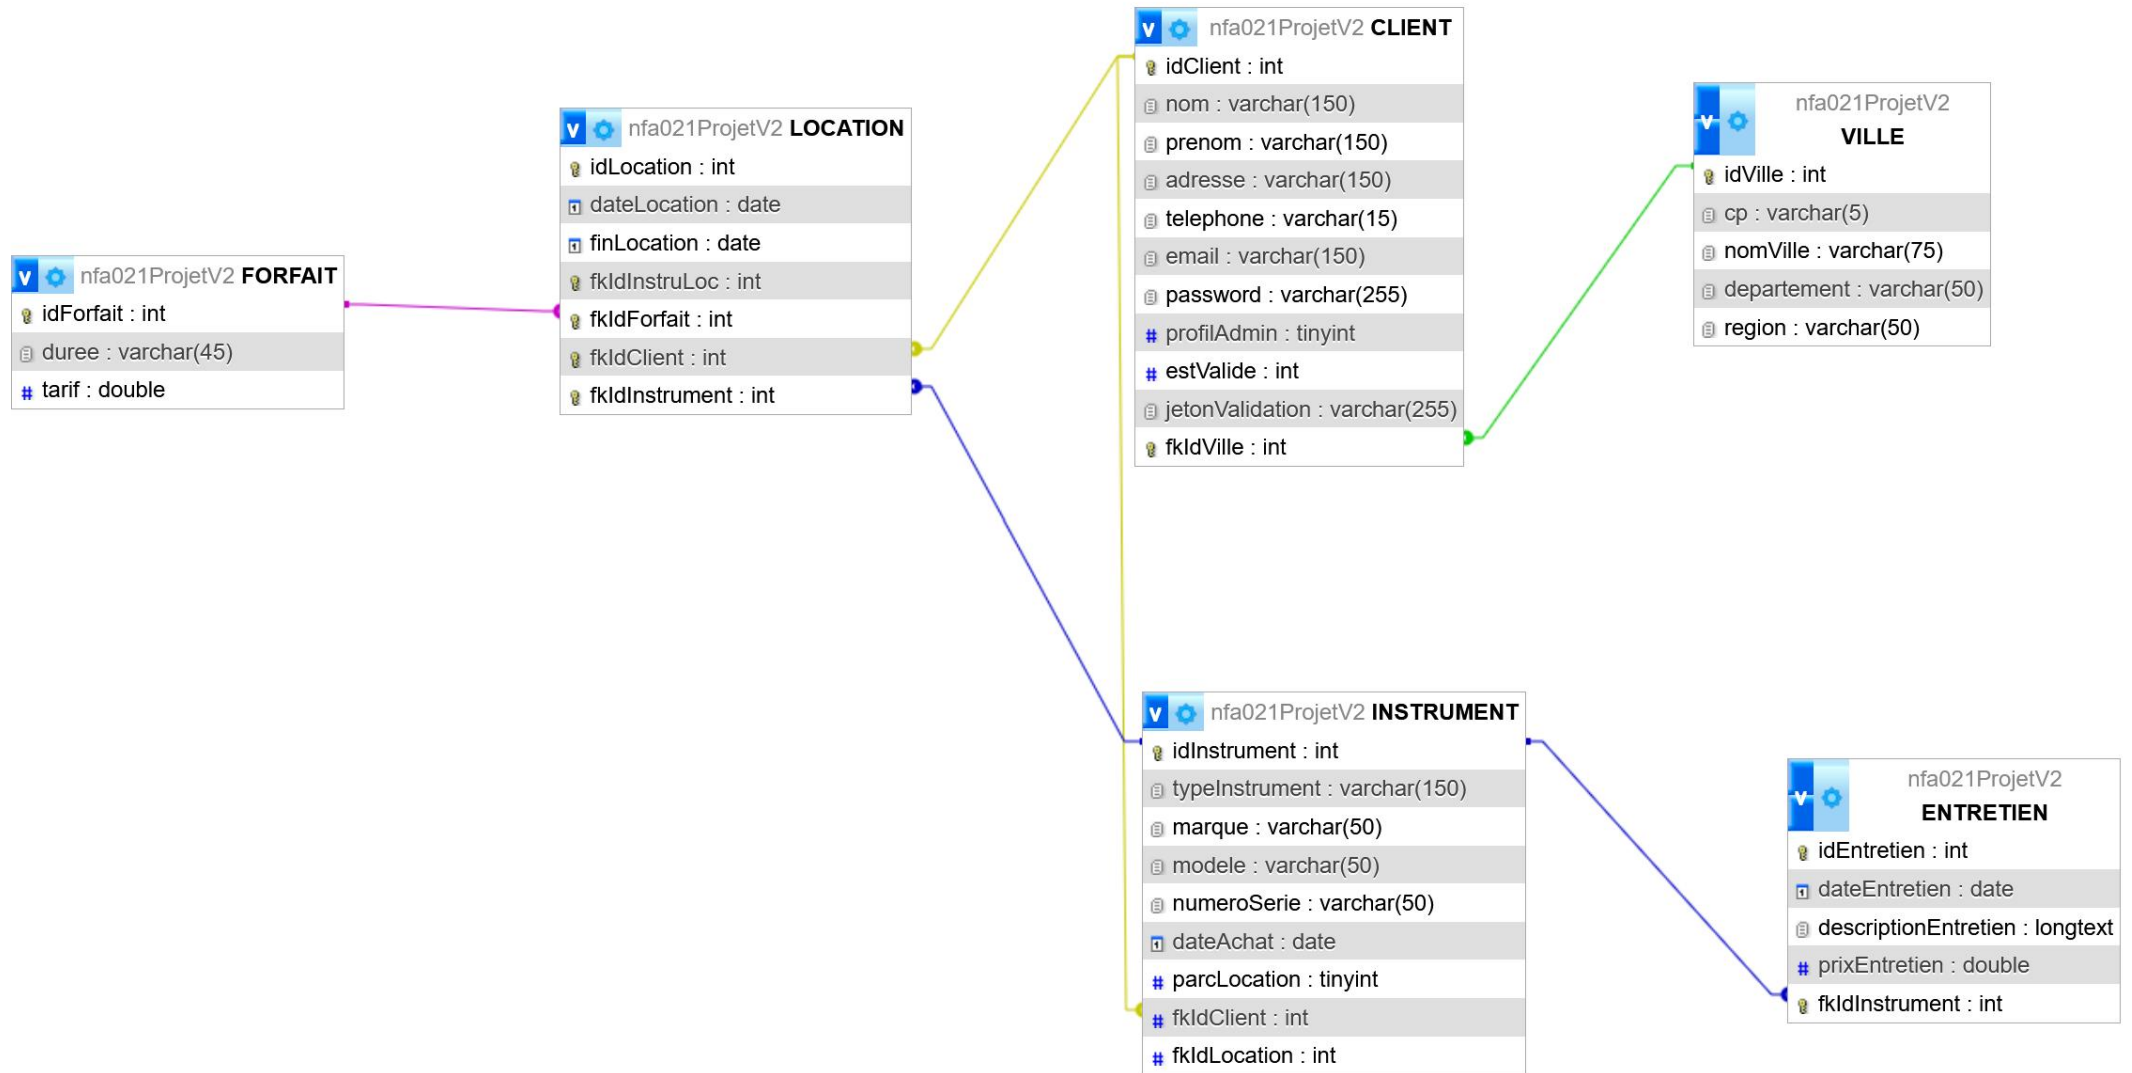 nfa021ProjetV2 FORFAIT
idForfait : int
duree : varchar(45)
tarif : double
nfa021ProjetV2 LOCATION
idLocation : int
dateLocation : date
finLocation : date
fkIdInstruLoc : int
fkIdForfait : int
fkIdClient : int
fkIdInstrument : int
nfa021ProjetV2 CLIENT
idClient : int
nom : varchar(150)
prenom : varchar(150)
adresse : varchar(150)
telephone : varchar(15)
email : varchar(150)
password : varchar(255)
profilAdmin : tinyint
estValide : int
jetonValidation : varchar(255)
fkIdVille : int
nfa021ProjetV2
VILLE
idVille : int
cp : varchar(5)
nomVille : varchar(75)
departement : varchar(50)
region : varchar(50)
nfa021ProjetV2 INSTRUMENT
idInstrument : int
typeInstrument : varchar(150)
marque : varchar(50)
modele : varchar(50)
numeroSerie : varchar(50)
dateAchat : date
parcLocation : tinyint
fkIdClient : int
fkIdLocation : int
nfa021ProjetV2
ENTRETIEN
idEntretien : int
dateEntretien : date
descriptionEntretien : longtext
prixEntretien : double
fkIdInstrument : int